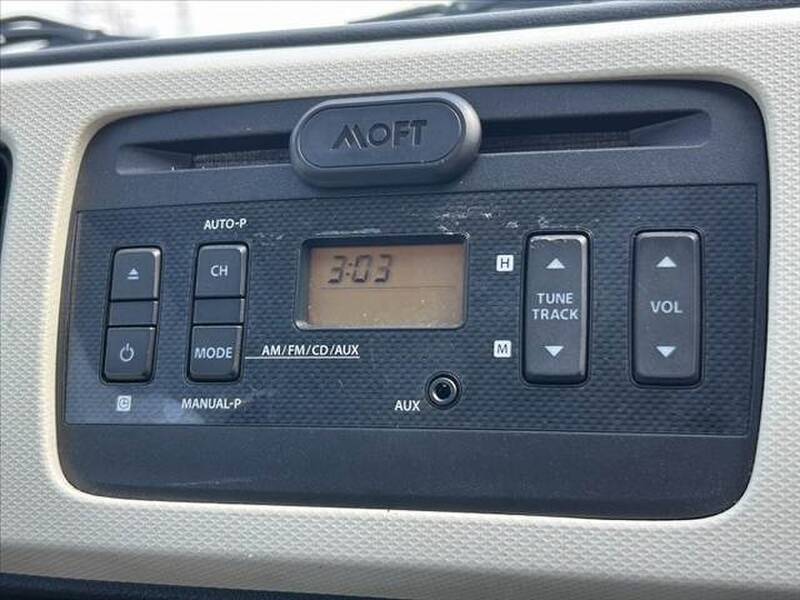 MOFT
AUTO-P
CH
3:03
H
TUNE
TRACK
VOL
MODE
AM/FM/CD/AUX
M
MANUAL-P
AUX